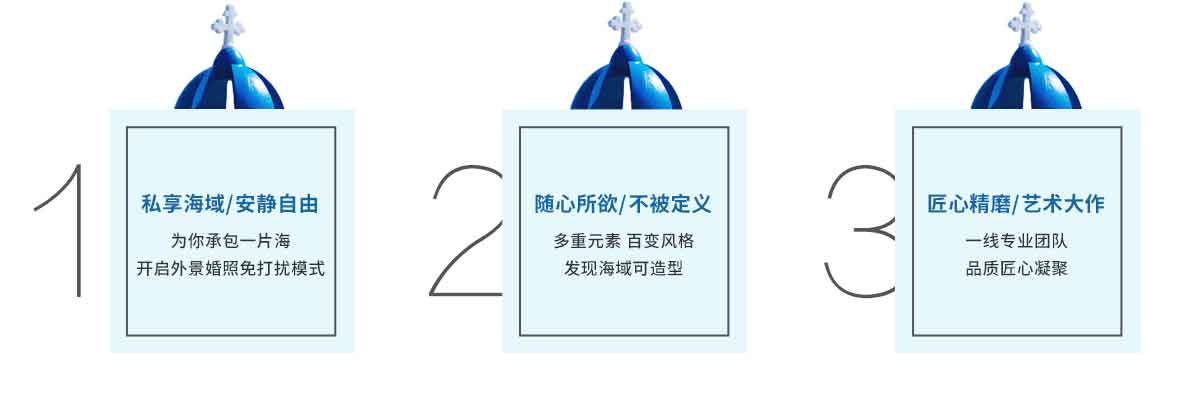 1
私享海域/安静自由
为你承包一片海
开启外景婚照免打扰模式
2
随心所欲/不被定义
多重元素 百变风格
发现海域可造型
3
匠心精磨/艺术大作
一线专业团队
品质匠心凝聚